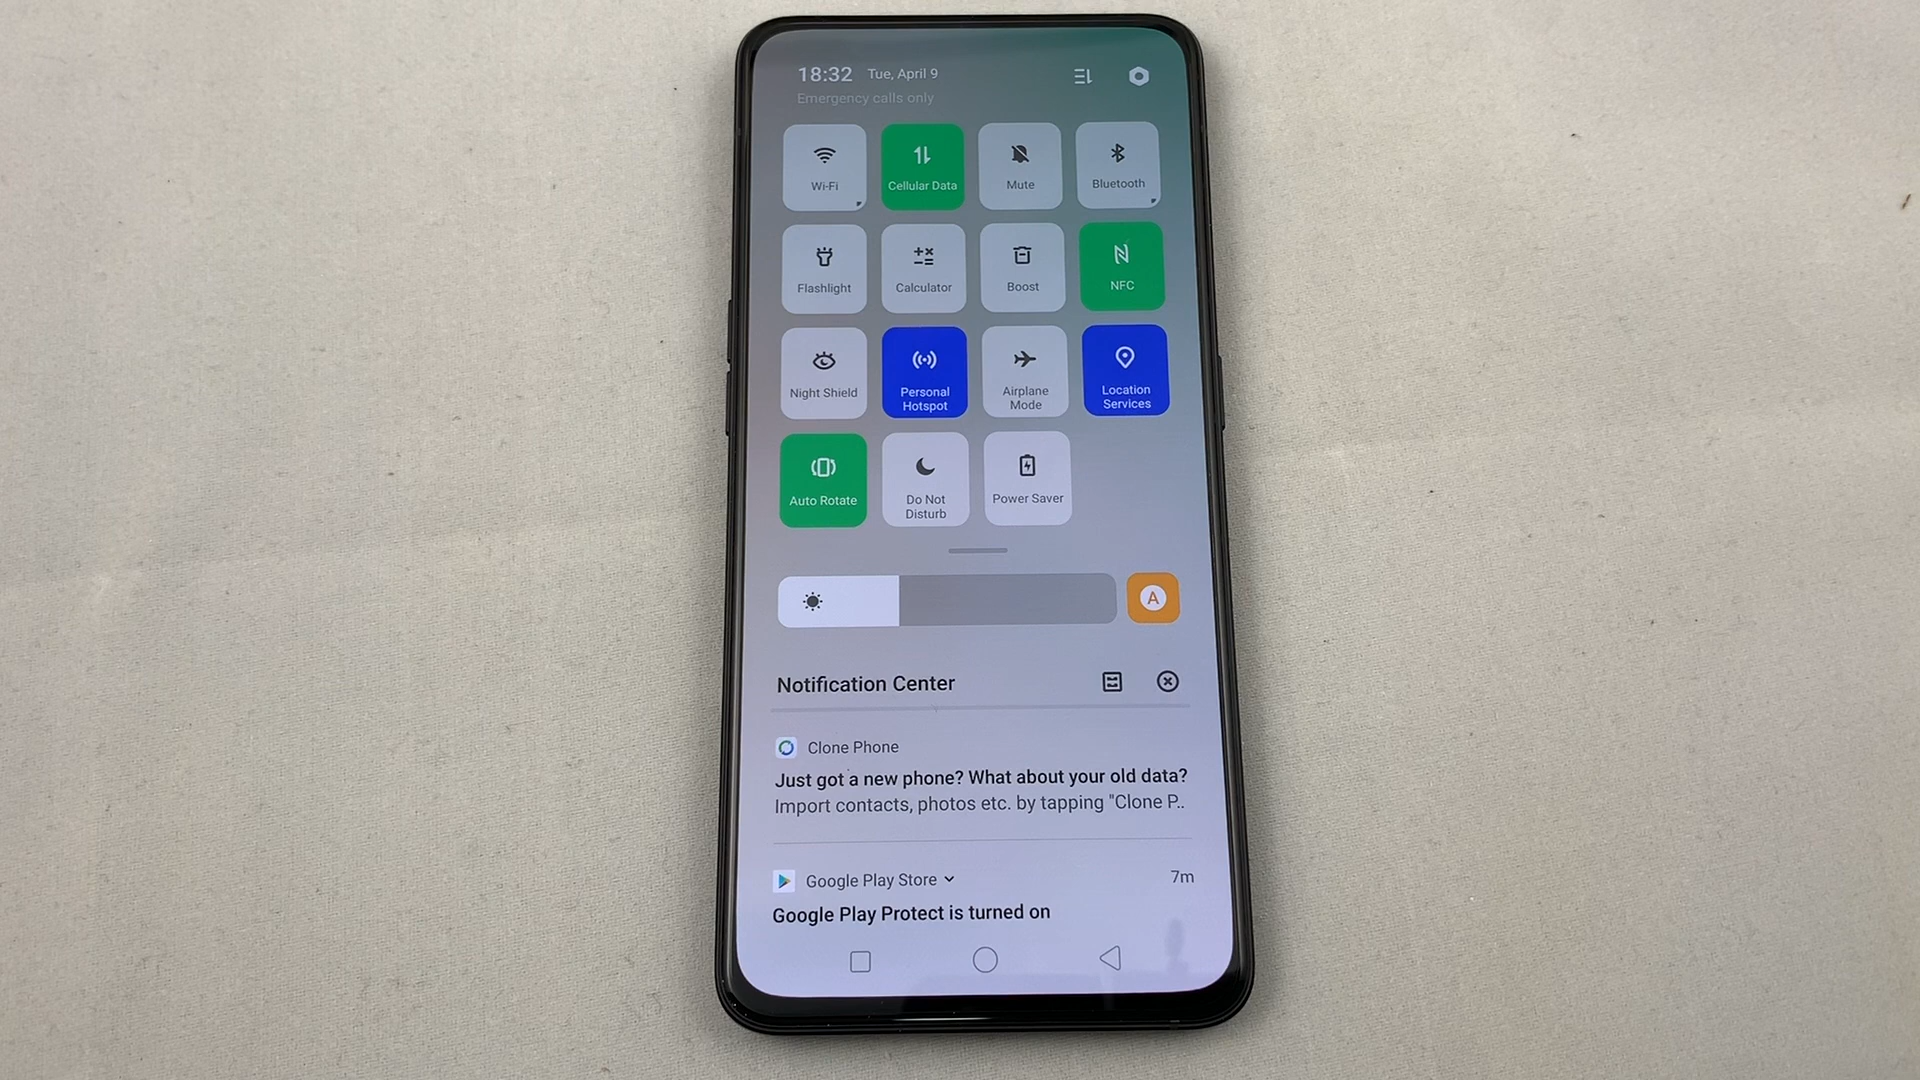 18:32 Tue, April 9
Emergency calls only
Wi-Fi
Cellular Data
Mute
Bluetooth
Flashlight
Calculator
Boost
NFC
Night Shield
Personal
Hotspot
Airplane
Mode
Location
Services
Auto Rotate
Do Not
Disturb
Power Saver
A
Notification Center
Clone Phone
Just got a new phone? What about your old data?
Import contacts, photos etc. by tapping "Clone P..
Google Play Store 7m
Google Play Protect is turned on